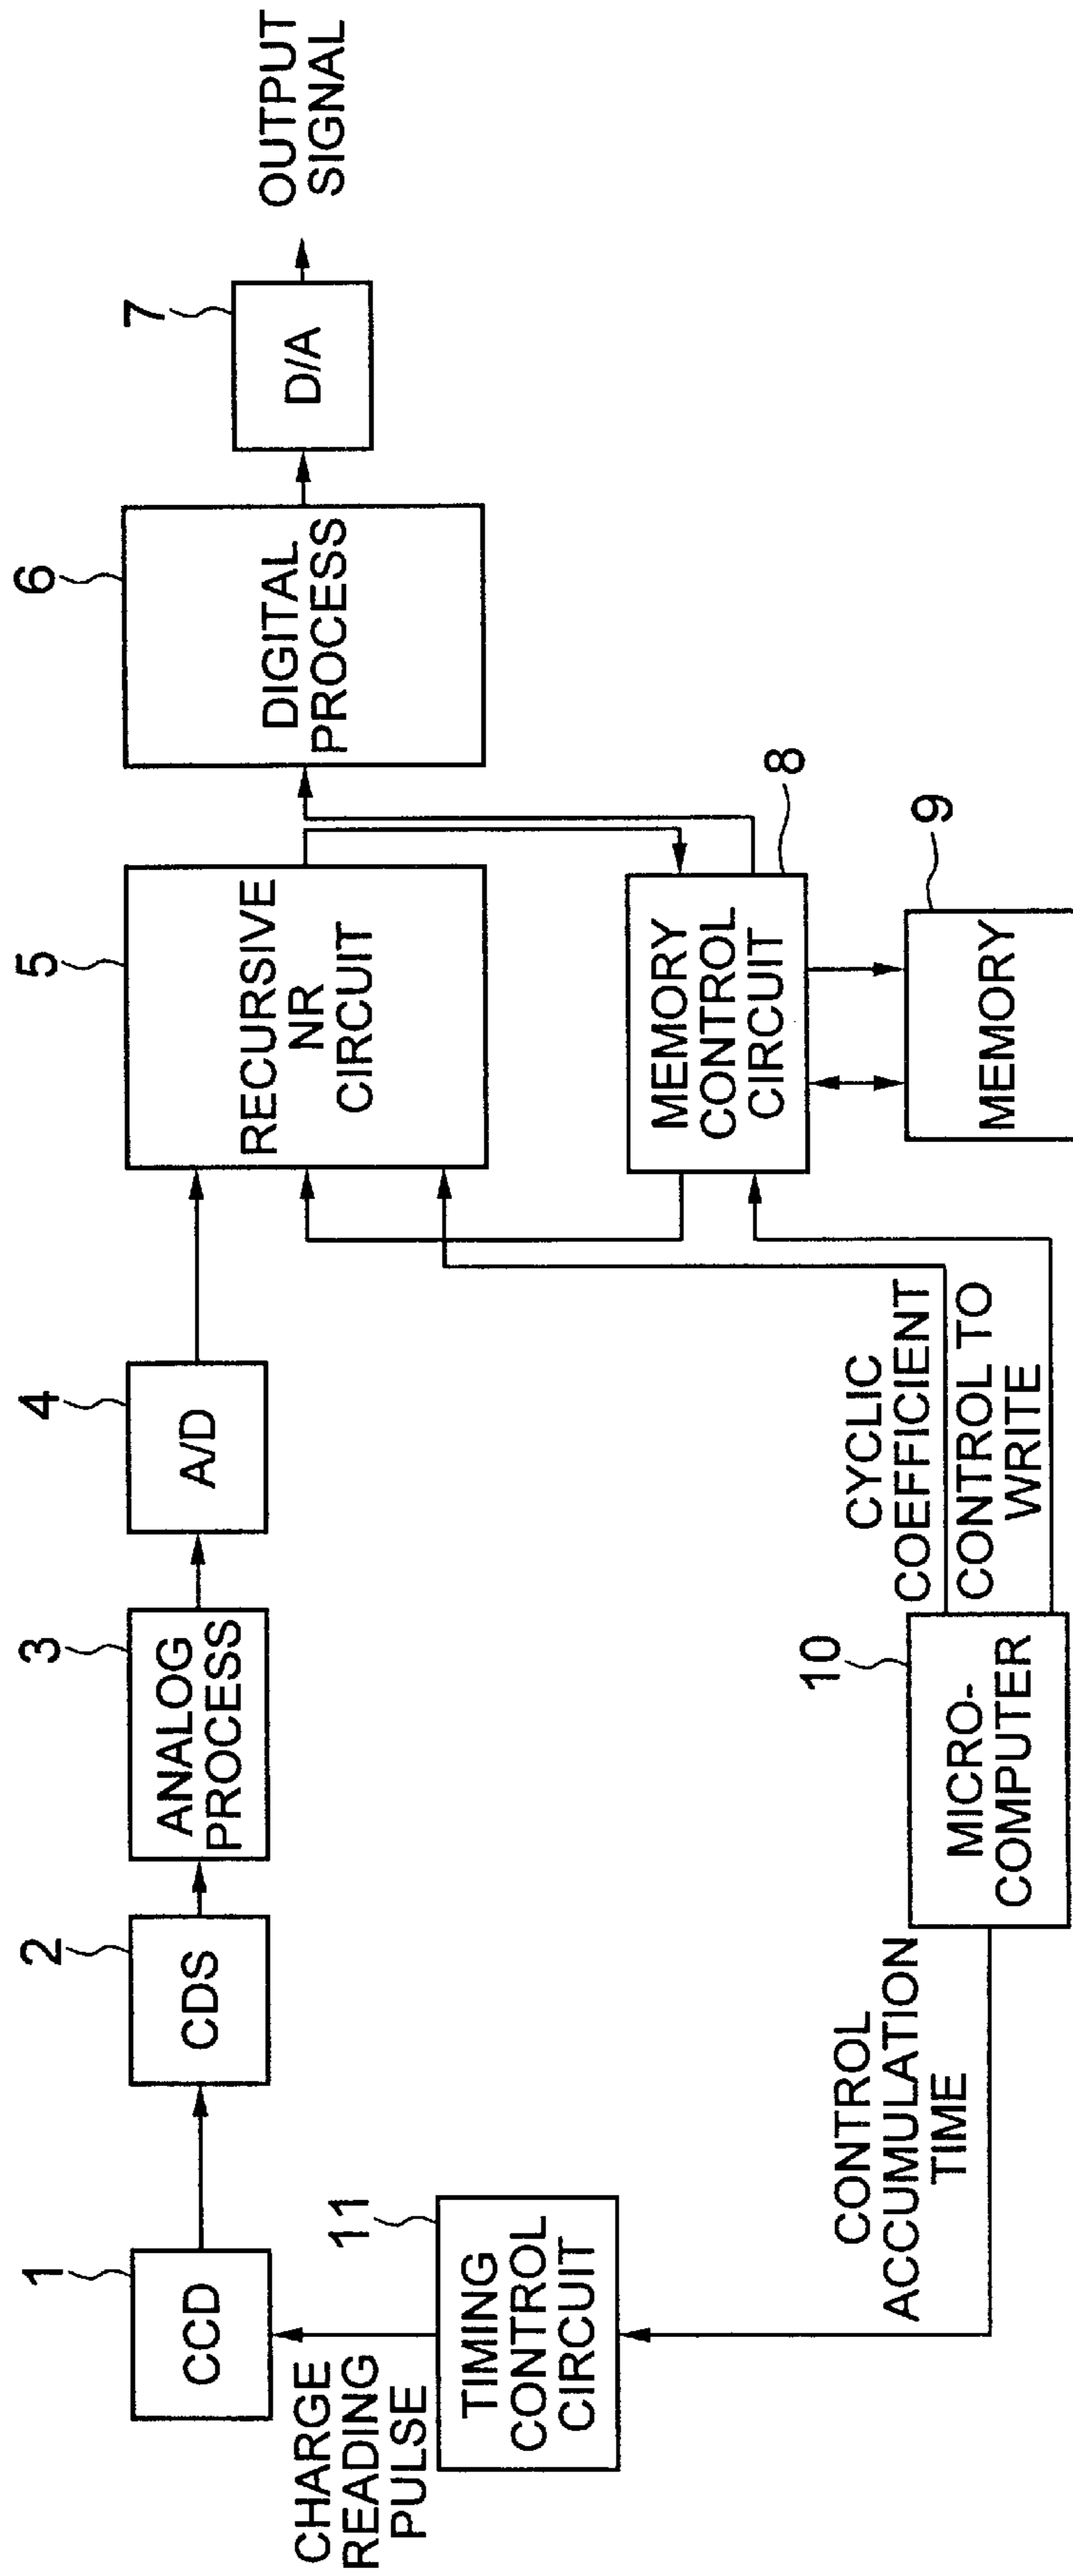 1
CCD
2
CDS
3
ANALOG
PROCESS
4
A/D
5
RECURSIVE
NR
CIRCUIT
6
DIGITAL
PROCESS
7
D/A
OUTPUT
SIGNAL
CHARGE
READING
PULSE
11
TIMING
CONTROL
CIRCUIT
8
MEMORY
CONTROL
CIRCUIT
9
MEMORY
CONTROL
ACCUMULATION
TIME
10
MICRO-
COMPUTER
CYCLIC
COEFFICIENT
CONTROL TO
WRITE